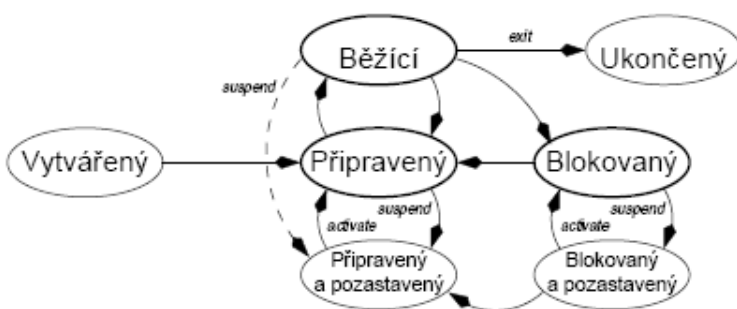 Běžící
exit
Ukončený
suspend
Vytvářený
Připravený
Blokovaný
suspend
activate
suspend
activate
Připravený
a pozastavený
Blokovaný
a pozastavený